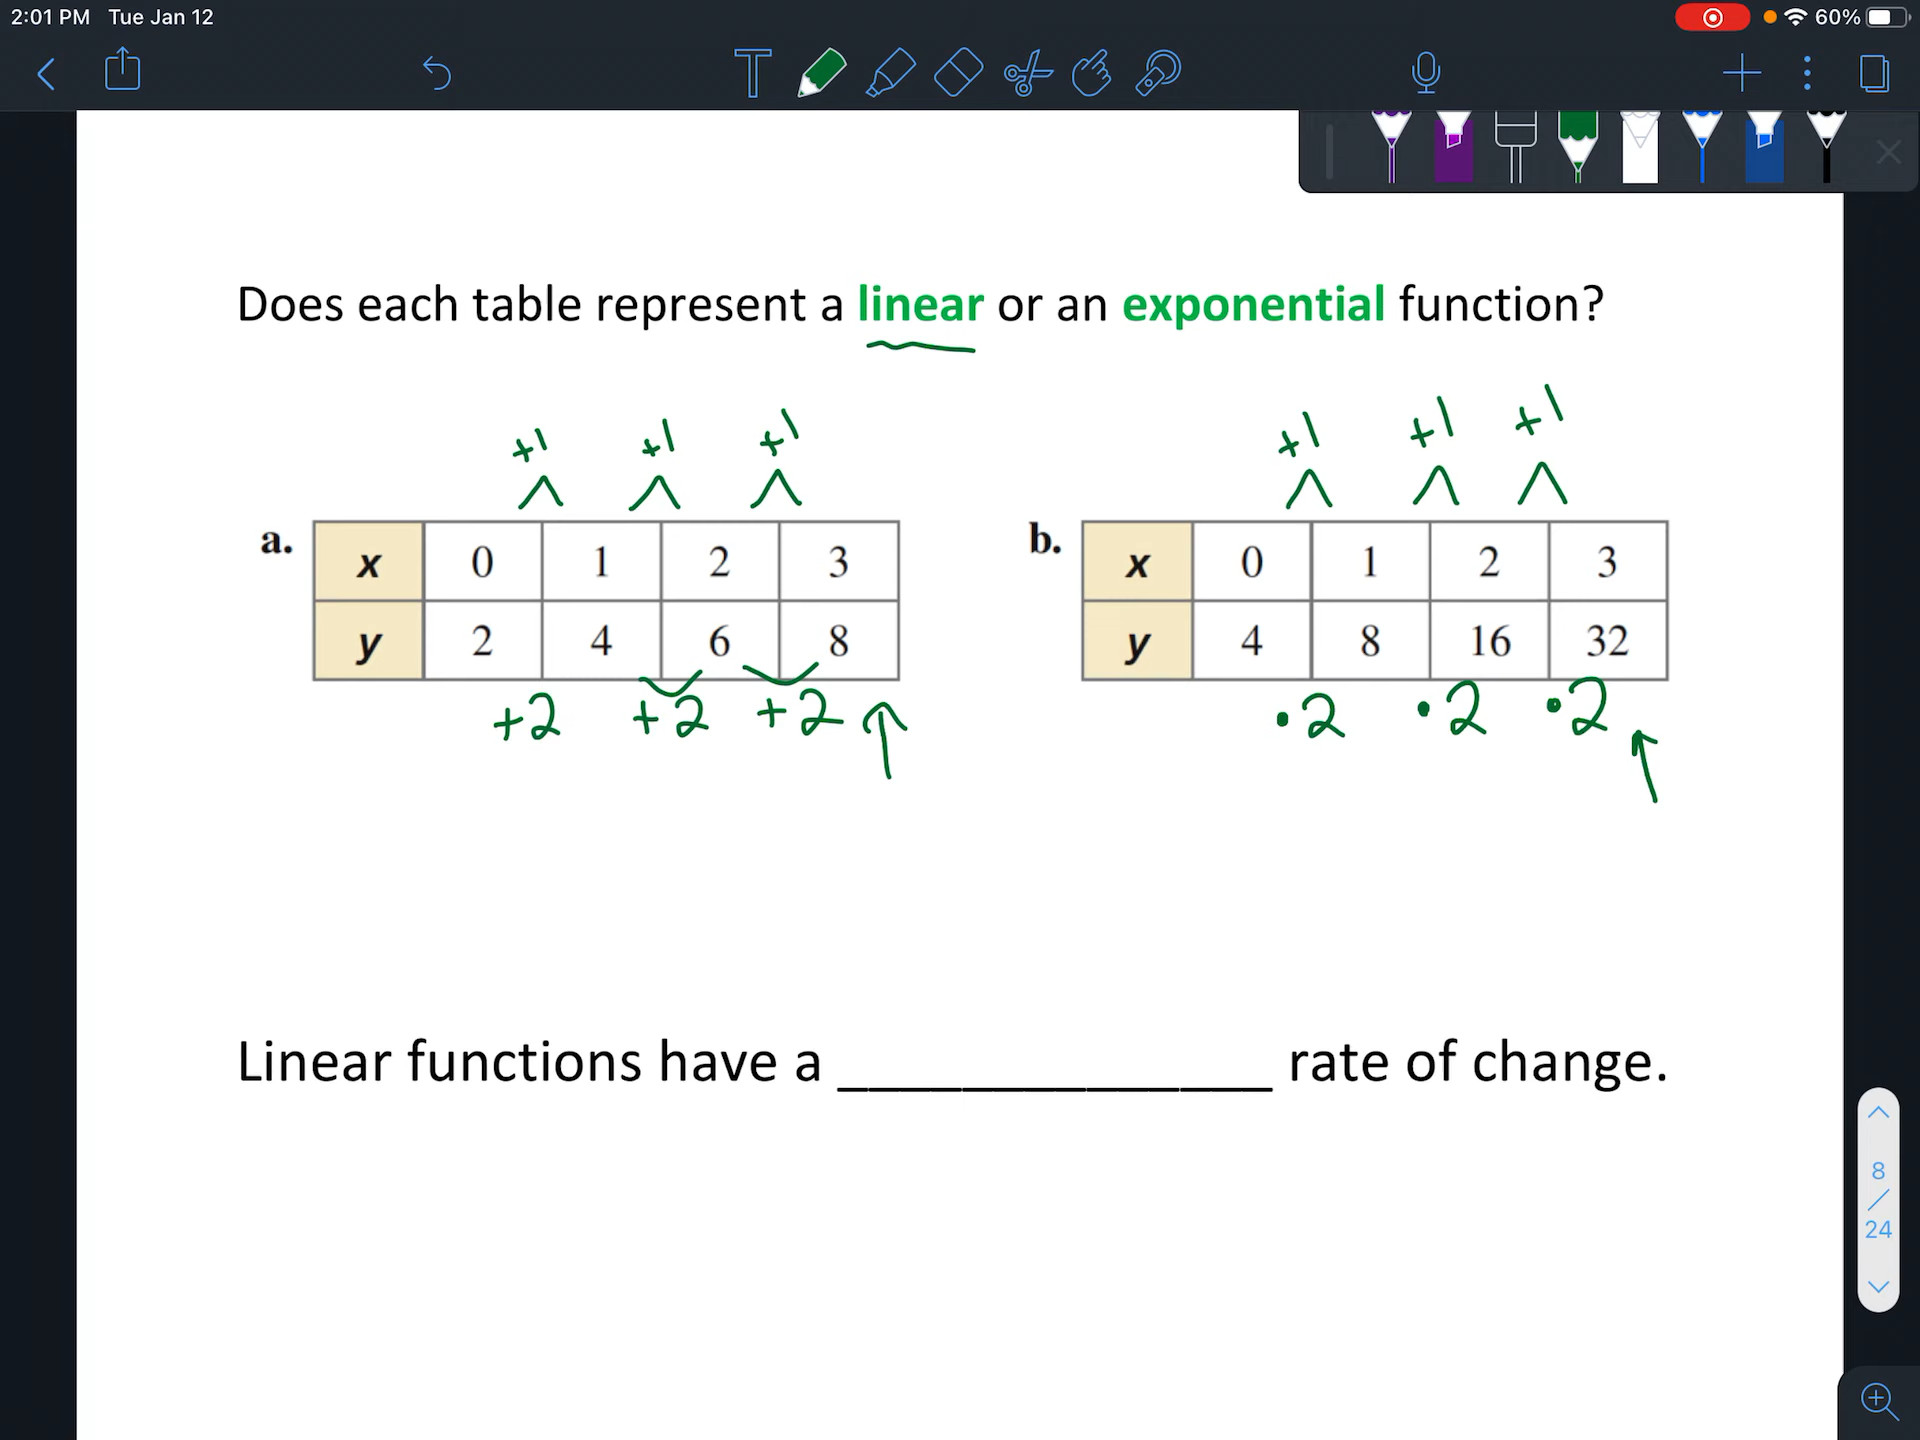 2:01 PM Tue Jan 12 60%
T
Does each table represent a linear or an exponential function?
+1 +1 +1 +1 +1 +1
a. x 0 1 2 3 b. x 0 1 2 3
y 2 4 6 8 y 4 8 16 32
+2 +2 +2 •2 •2 •2
Linear functions have a ______________ rate of change.
8
/
24